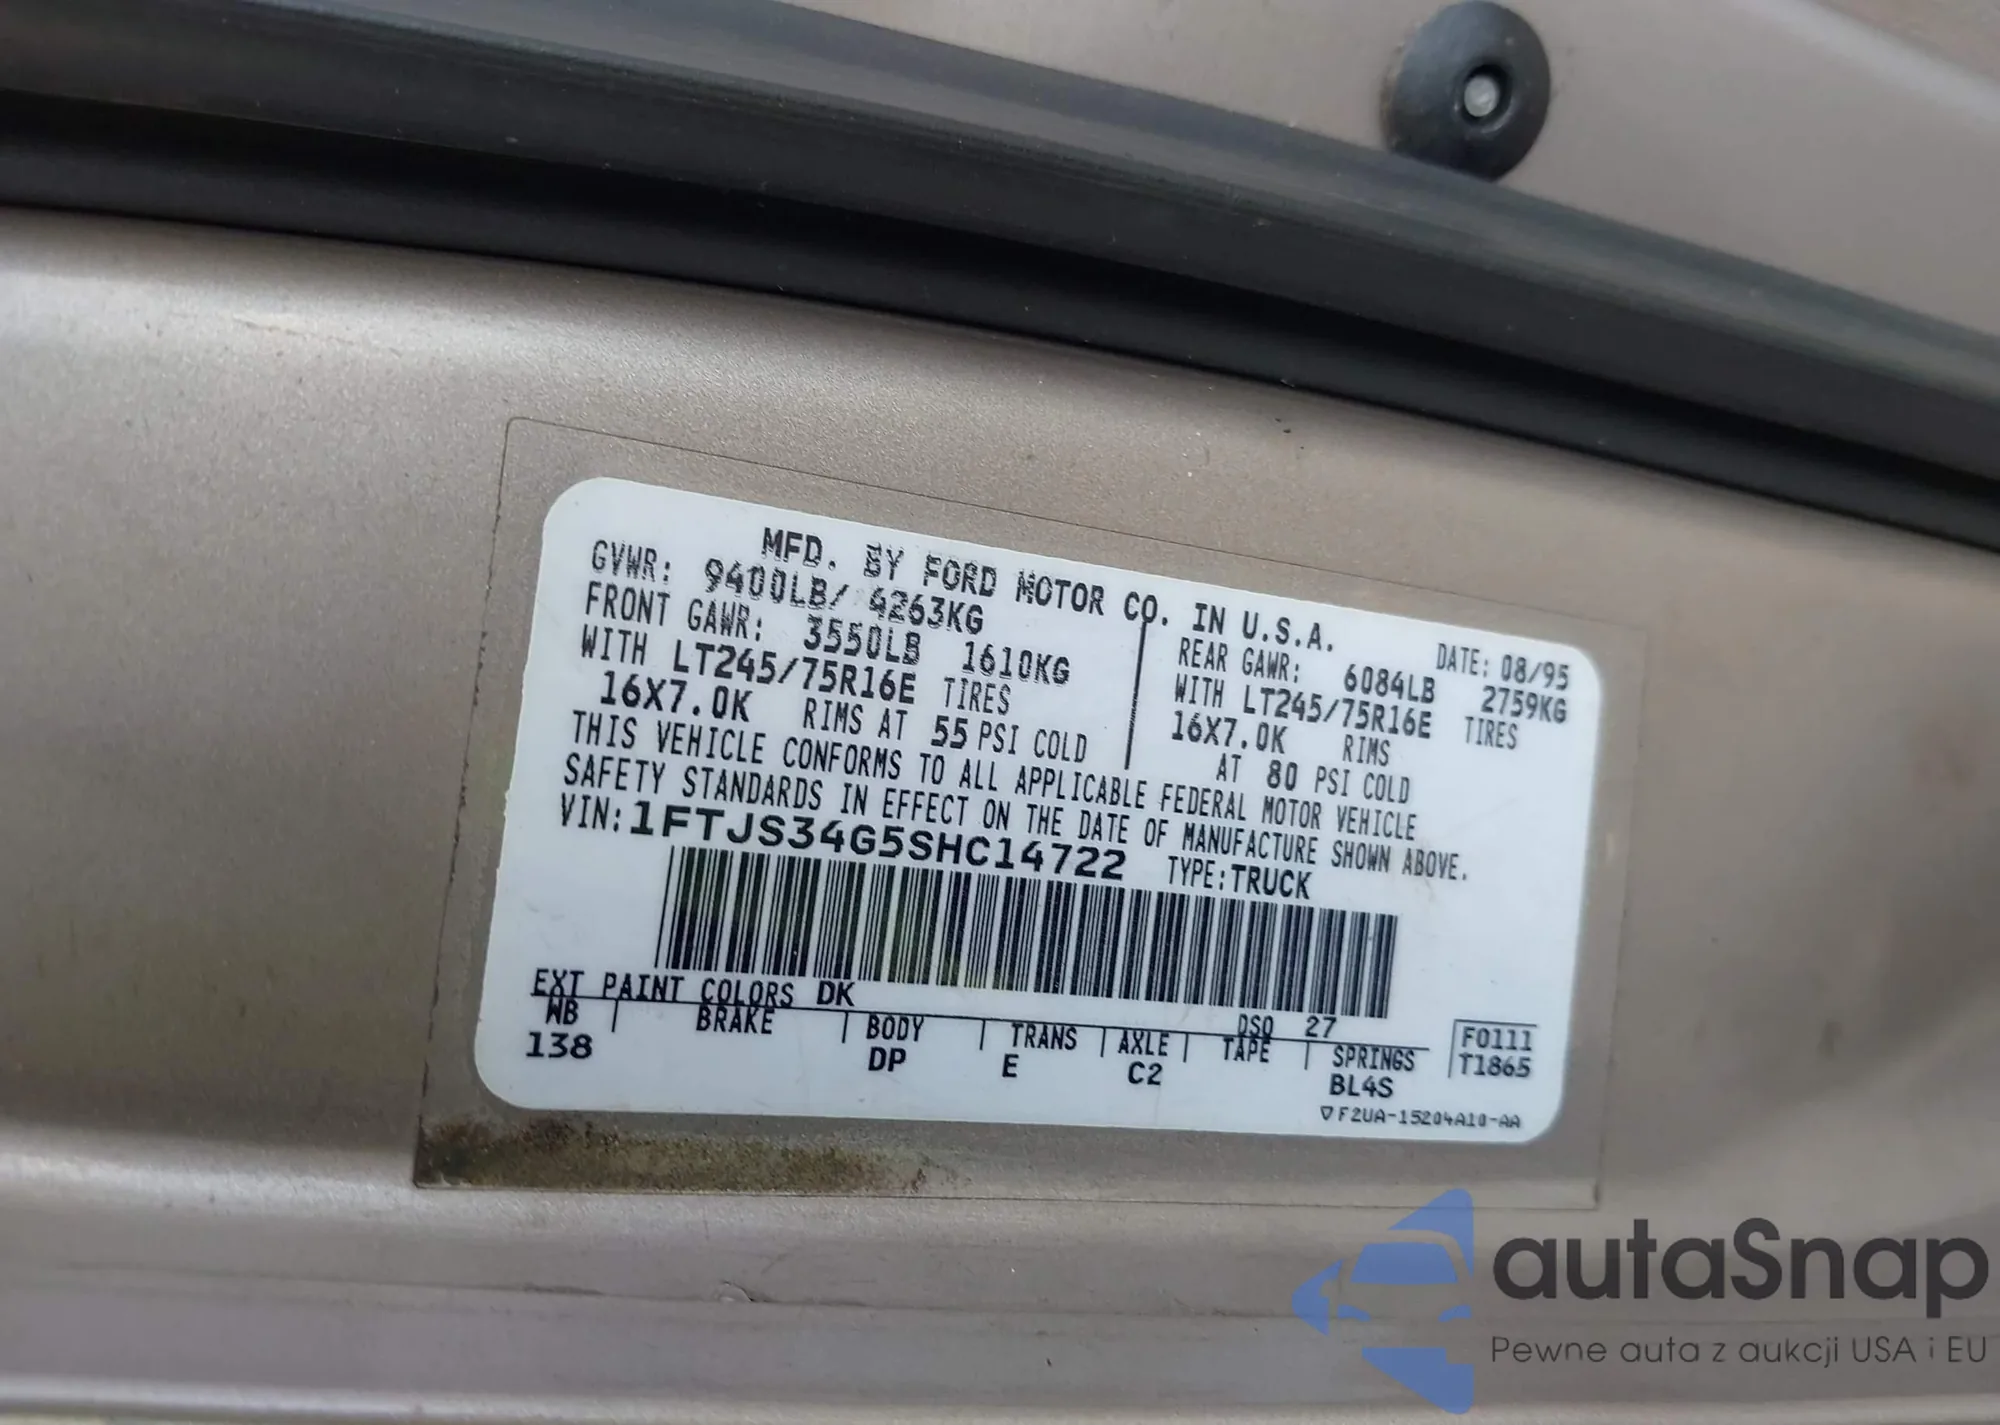 MFD. BY FORD MOTOR CO. IN U.S.A.
GVWR: 9400LB/ 4263KG
DATE: 08/95
FRONT GAWR: 3550LB 1610KG
WITH LT245/75R16E TIRES
16X7.0K RIMS AT 55 PSI COLD
REAR GAWR: 6084LB 2759KG
WITH LT245/75R16E TIRES
16X7.0K RIMS
AT 80 PSI COLD
THIS VEHICLE CONFORMS TO ALL APPLICABLE FEDERAL MOTOR VEHICLE
SAFETY STANDARDS IN EFFECT ON THE DATE OF MANUFACTURE SHOWN ABOVE.
VIN: 1FTJS34G5SHC14722 TYPE: TRUCK
EXT PAINT COLORS DK DSO 27
WB BRAKE BODY TRANS AXLE TAPE SPRINGS
138 DP E C2 BL4S
F0111
T1865
F2UA-15204A10-AA
autaSnap
Pewne auta z aukcji USA i EU